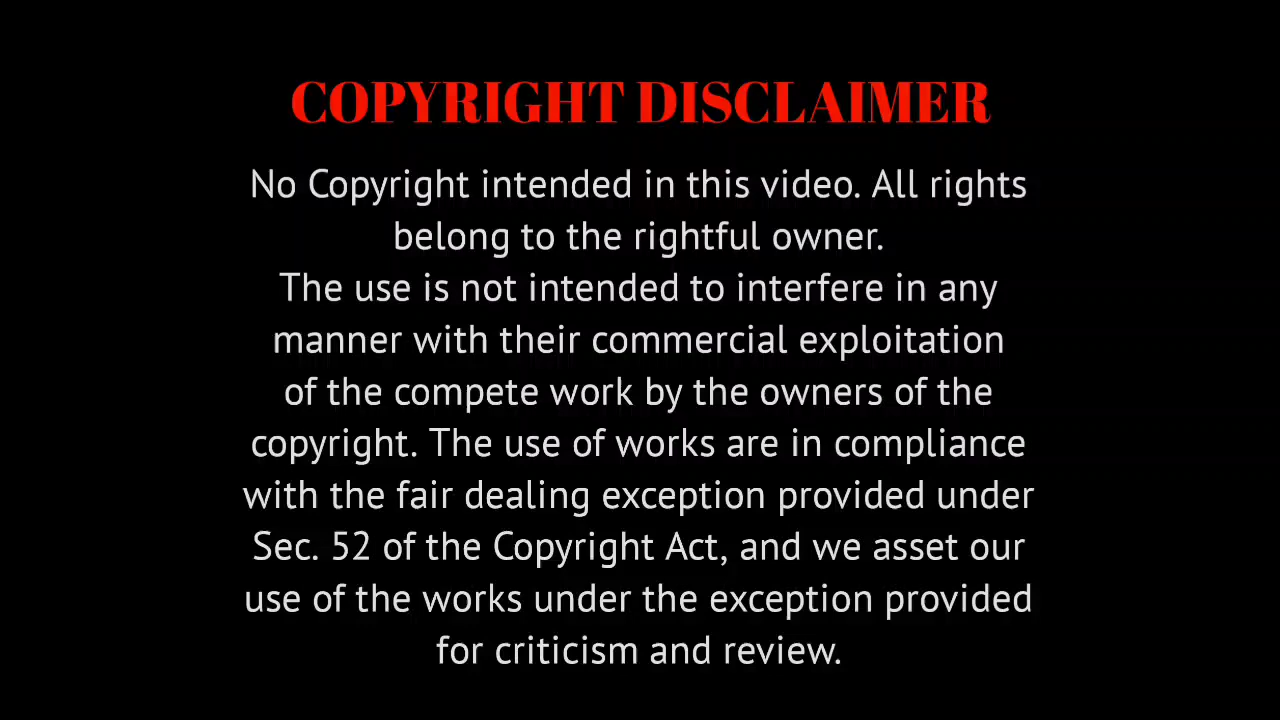 COPYRIGHT DISCLAIMER
No Copyright intended in this video. All rights
belong to the rightful owner.
The use is not intended to interfere in any
manner with their commercial exploitation
of the compete work by the owners of the
copyright. The use of works are in compliance
with the fair dealing exception provided under
Sec. 52 of the Copyright Act, and we asset our
use of the works under the exception provided
for criticism and review.